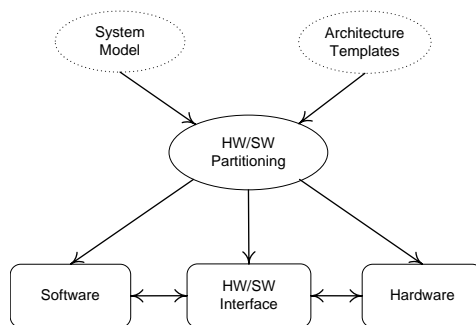 System
Model
Architecture
Templates
HW/SW
Partitioning
Software
HW/SW
Interface
Hardware